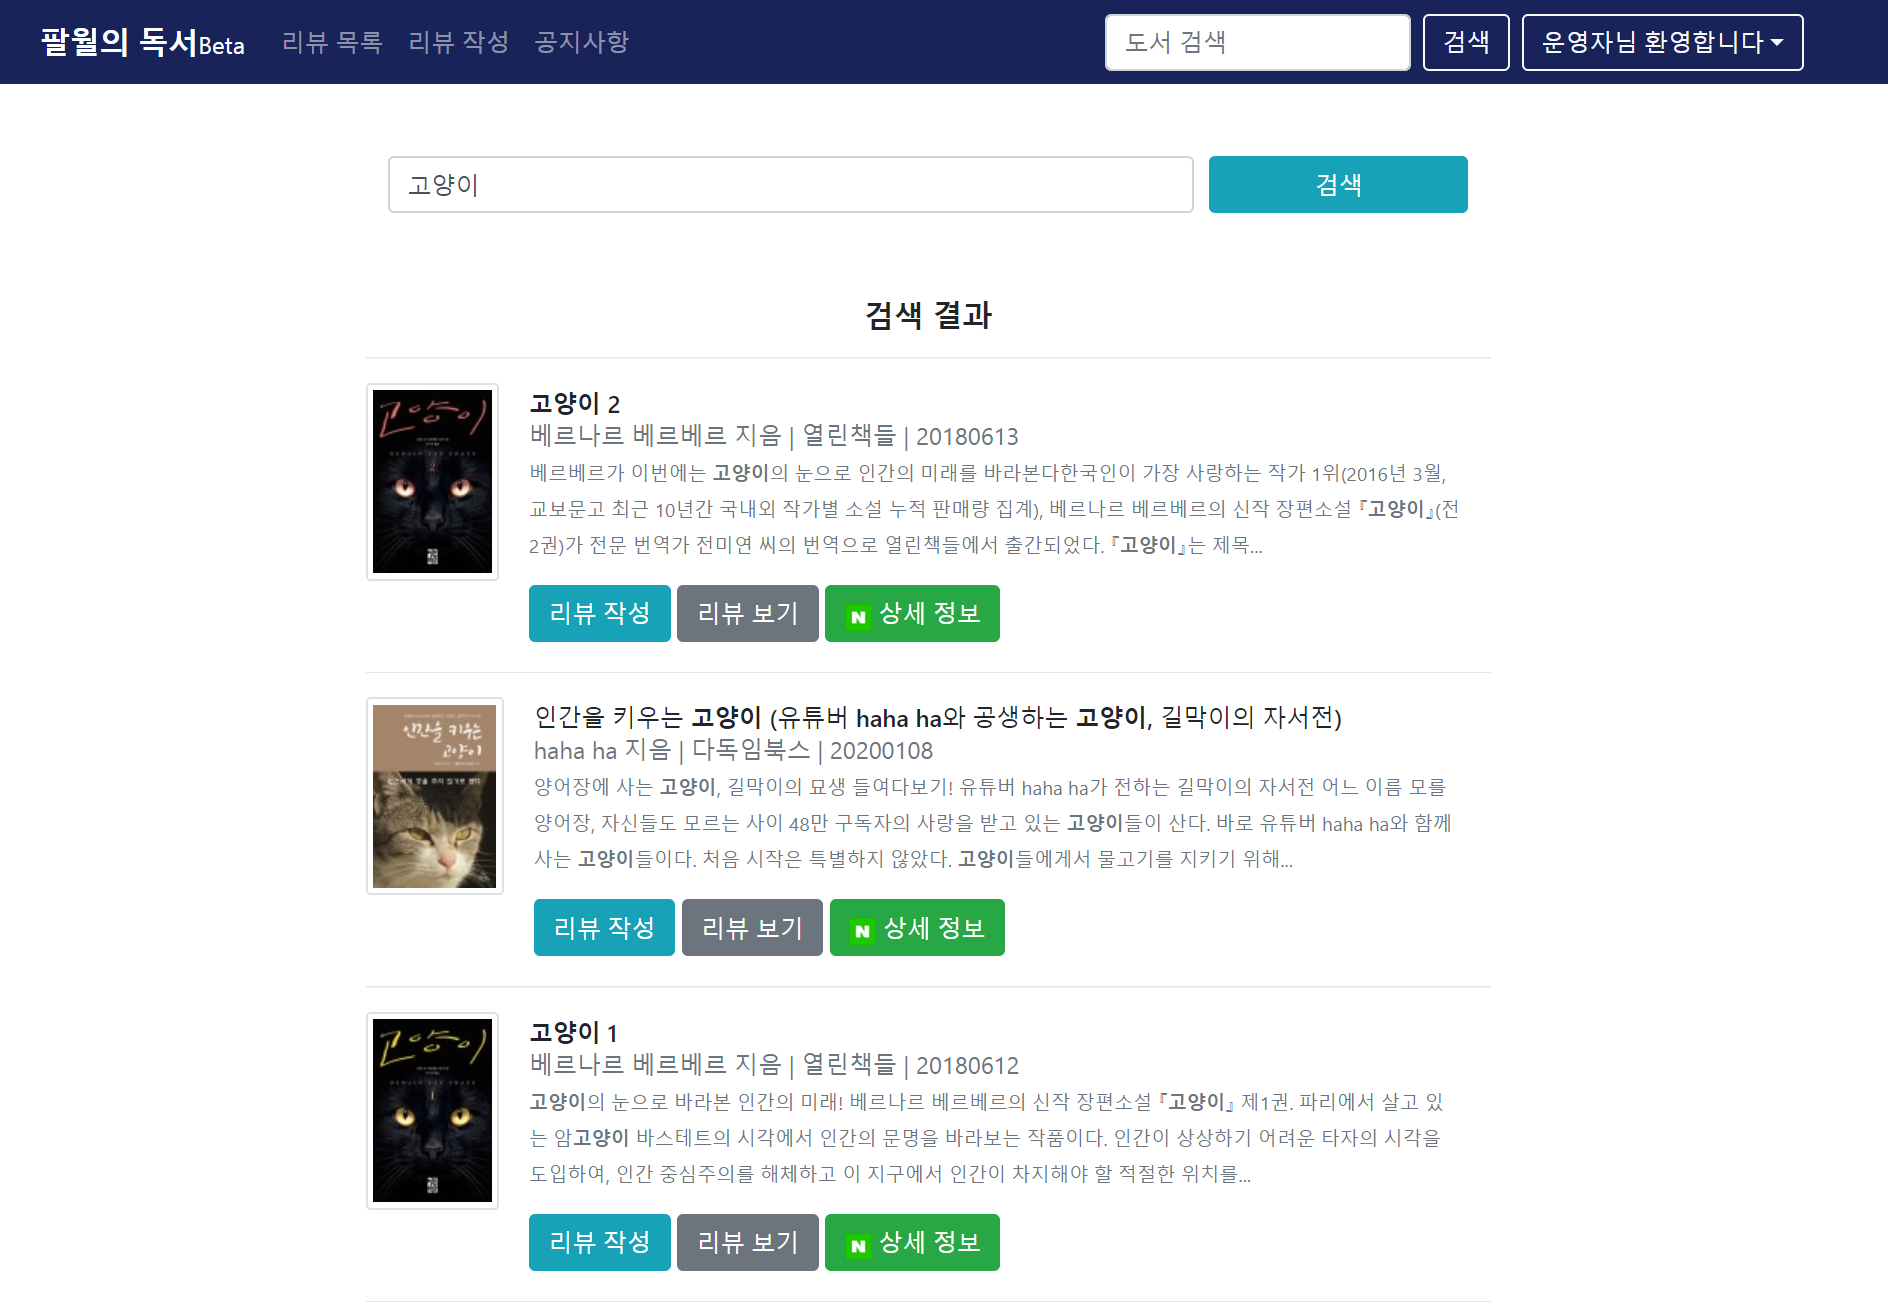 팔월의 독서Beta 리뷰 목록 리뷰 작성 공지사항 도서 검색 검색 운영자님 환영합니다
고양이 검색
검색 결과
고양이
2
고양이 2
베르나르 베르베르 지음 | 열린책들 | 20180613
베르베르가 이번에는 고양이의 눈으로 인간의 미래를 바라본다한국인이 가장 사랑하는 작가 1위(2016년 3월,
교보문고 최근 10년간 국내외 작가별 소설 누적 판매량 집계), 베르나르 베르베르의 신작 장편소설 『고양이』(전
2권)가 전문 번역가 전미연 씨의 번역으로 열린책들에서 출간되었다. 『고양이』는 제목...
리뷰 작성 리뷰 보기 N 상세 정보
인간을 키우는
고양이
인간을 키우는 고양이 (유튜버 haha ha와 공생하는 고양이, 길막이의 자서전)
haha ha 지음 | 다독임북스 | 20200108
양어장에 사는 고양이, 길막이의 묘생 들여다보기! 유튜버 haha ha가 전하는 길막이의 자서전 어느 이름 모를
양어장, 자신들도 모르는 사이 48만 구독자의 사랑을 받고 있는 고양이들이 산다. 바로 유튜버 haha ha와 함께
사는 고양이들이다. 처음 시작은 특별하지 않았다. 고양이들에게서 물고기를 지키기 위해...
리뷰 작성 리뷰 보기 N 상세 정보
고양이
1
고양이 1
베르나르 베르베르 지음 | 열린책들 | 20180612
고양이의 눈으로 바라본 인간의 미래! 베르나르 베르베르의 신작 장편소설 『고양이』 제1권. 파리에서 살고 있
는 암고양이 바스테트의 시각에서 인간의 문명을 바라보는 작품이다. 인간이 상상하기 어려운 타자의 시각을
도입하여, 인간 중심주의를 해체하고 이 지구에서 인간이 차지해야 할 적절한 위치를...
리뷰 작성 리뷰 보기 N 상세 정보